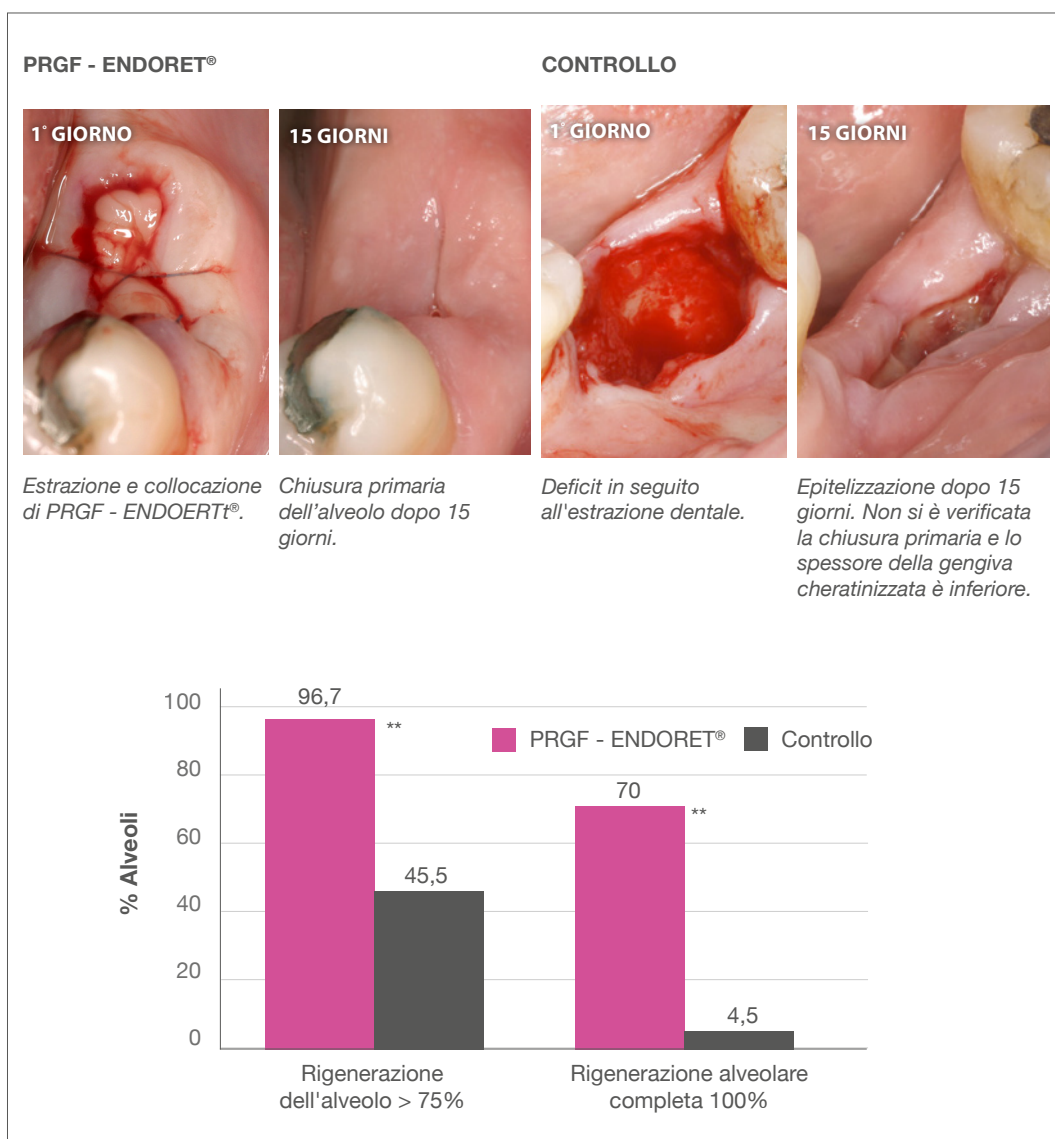 PRGF - ENDORET®
CONTROLLO
1° GIORNO
15 GIORNI
1° GIORNO
15 GIORNI
Estrazione e collocazione
di PRGF - ENDOERTt®.
Chiusura primaria
dell'alveolo dopo 15
giorni.
Deficit in seguito
all'estrazione dentale.
Epitelizzazione dopo 15
giorni. Non si è verificata
la chiusura primaria e lo
spessore della gengiva
cheratinizzata è inferiore.
% Alveoli
100
80
60
40
20
0
96,7
**
45,5
70
**
4,5
PRGF - ENDORET®
Controllo
Rigenerazione
dell'alveolo > 75%
Rigenerazione alveolare
completa 100%